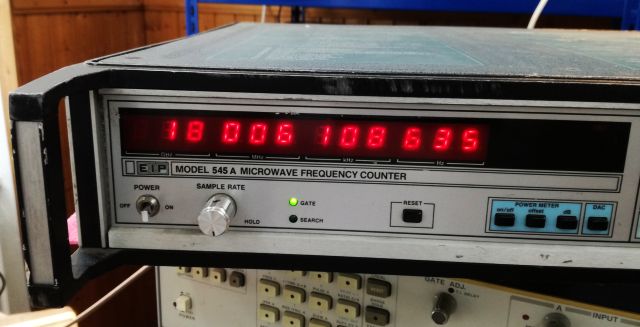 18 006 108 635
GHz MHz kHz Hz
EIP MODEL 545 A MICROWAVE FREQUENCY COUNTER
POWER
OFF ON
SAMPLE RATE
HOLD
GATE
SEARCH
RESET
POWER METER
on/off offset dB
DAC
GATE ADJ.
A INPUT